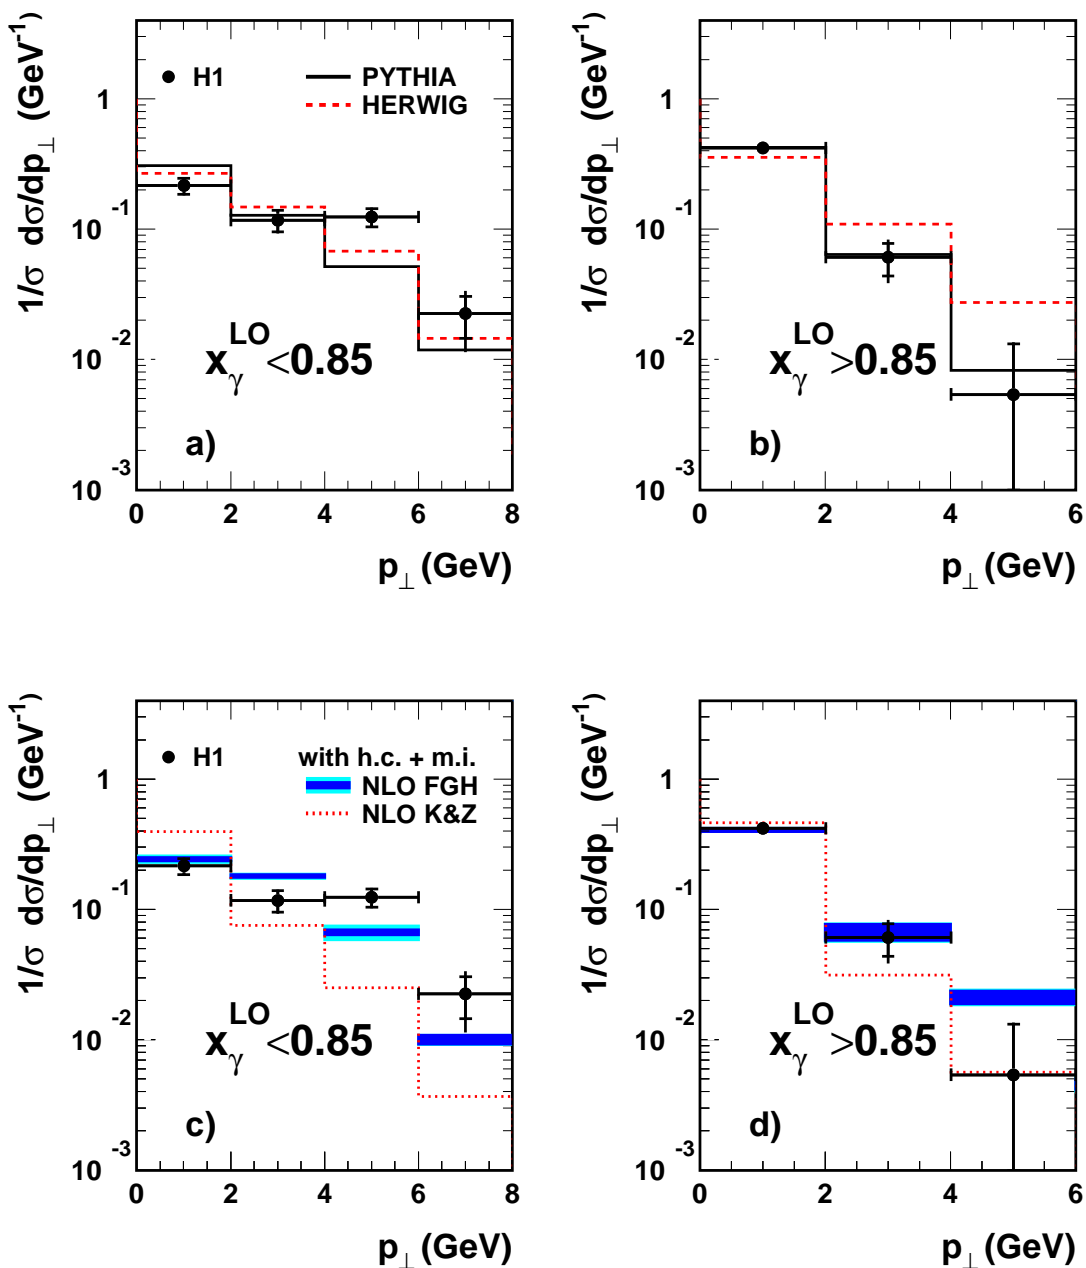 1/σ dσ/dp⊥ (GeV⁻¹)
1
10⁻¹
10⁻²
10⁻³
H1
PYTHIA
HERWIG
xγ^LO <0.85
a)
0 2 4 6 8
p⊥ (GeV)
1/σ dσ/dp⊥ (GeV⁻¹)
1
10⁻¹
10⁻²
10⁻³
xγ^LO >0.85
b)
0 2 4 6
p⊥ (GeV)
1/σ dσ/dp⊥ (GeV⁻¹)
1
10⁻¹
10⁻²
10⁻³
H1
with h.c. + m.i.
NLO FGH
NLO K&Z
xγ^LO <0.85
c)
0 2 4 6 8
p⊥ (GeV)
1/σ dσ/dp⊥ (GeV⁻¹)
1
10⁻¹
10⁻²
10⁻³
xγ^LO >0.85
d)
0 2 4 6
p⊥ (GeV)